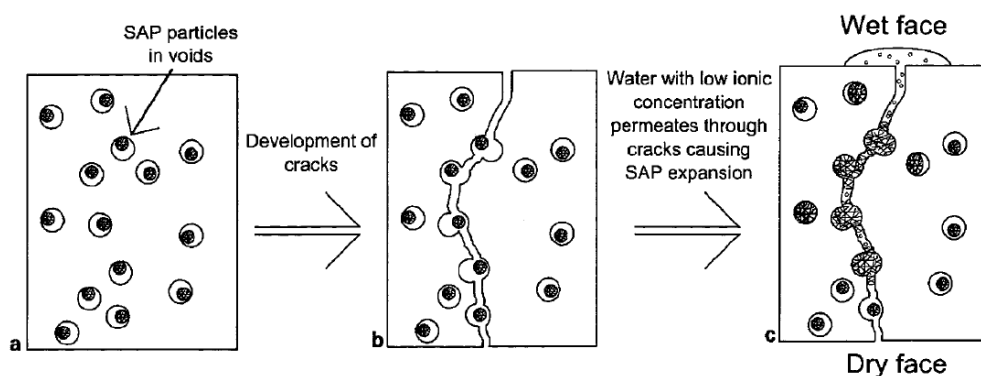 SAP particles
in voids
Development of
cracks
Water with low ionic
concentration
permeates through
cracks causing
SAP expansion
Wet face
Dry face
a
b
c